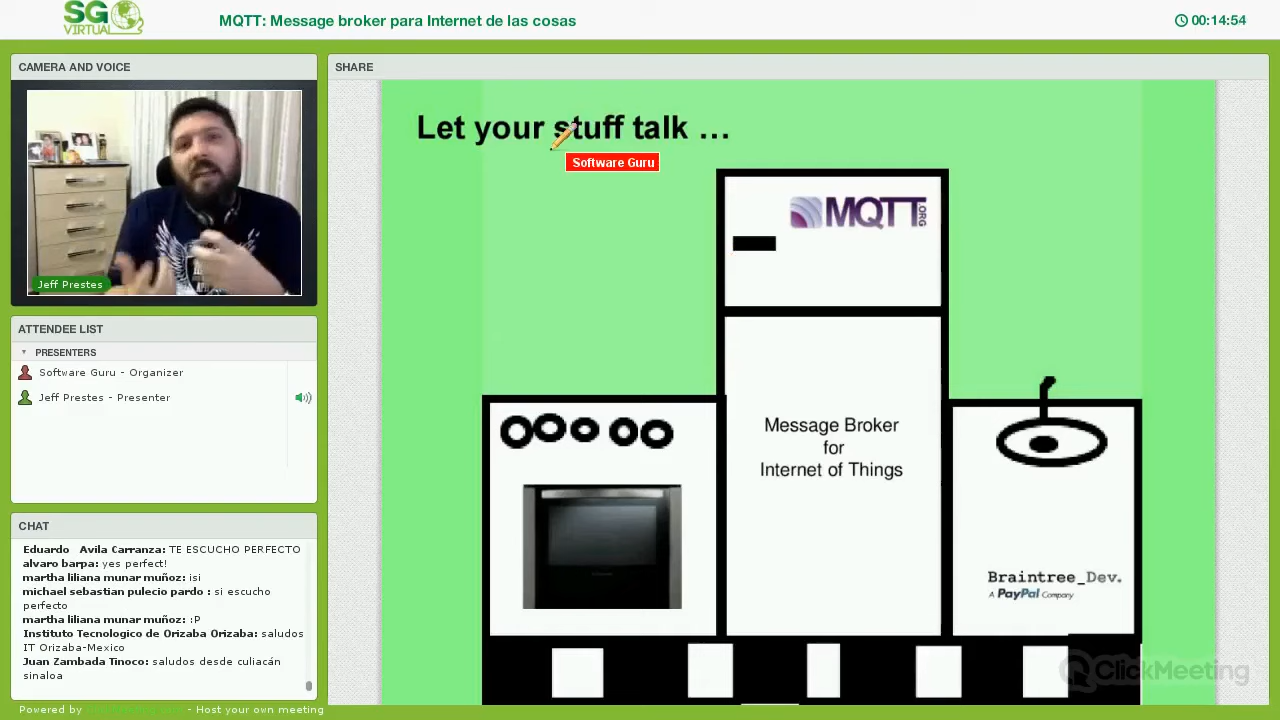 SG
VIRTUAL
MQTT: Message broker para Internet de las cosas
00:14:54
CAMERA AND VOICE
Jeff Prestes
ATTENDEE LIST
PRESENTERS
Software Guru - Organizer
Jeff Prestes - Presenter
CHAT
Eduardo Avila Carranza: TE ESCUCHO PERFECTO
alvaro barpa: yes perfect!
martha liliana munar muñoz: ¡si
michael sebastian pulecio pardo : si escucho
perfecto
martha liliana munar muñoz: :P
Instituto Tecnologico de Orizaba Orizaba: saludos
IT Orizaba-Mexico
Juan Zambada Tinoco: saludos desde culiacán
sinaloa
Powered by
- Host your own meeting
SHARE
Let your stuff talk ...
Software Guru
MQTT.ORG
Message Broker
for
Internet of Things
Braintree_Dev.
A PayPal Company
ClickMeeting